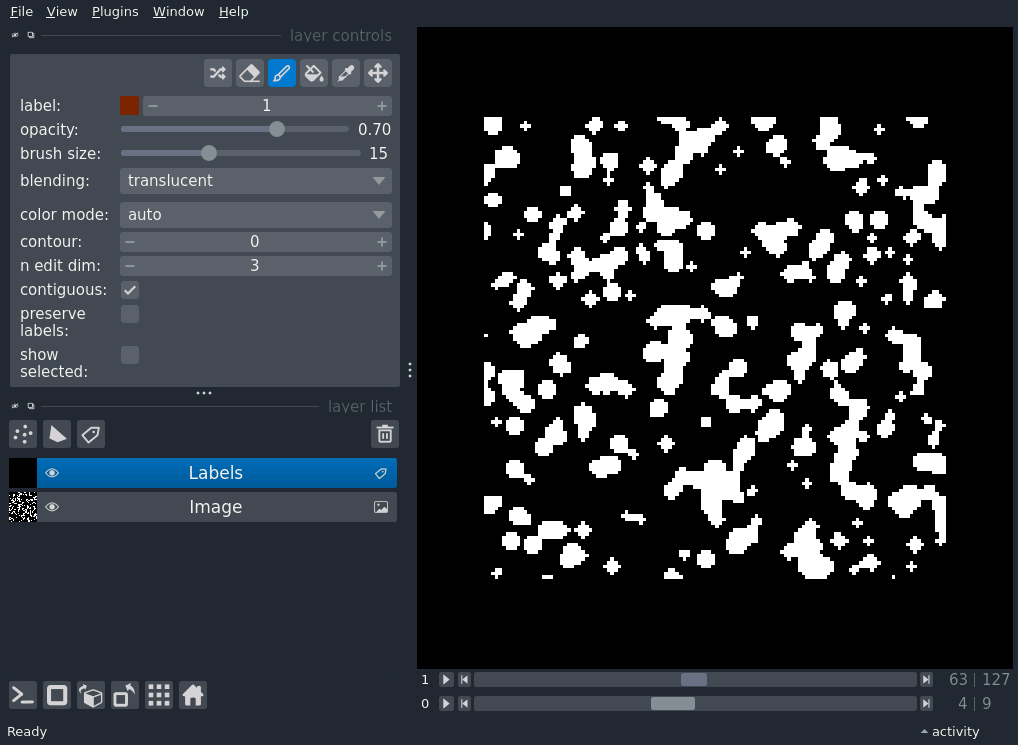 File View Plugins Window Help
layer controls
label: 1
opacity: 0.70
brush size: 15
blending: translucent
color mode: auto
contour: 0
n edit dim: 3
contiguous:
preserve
labels:
show
selected:
layer list
Labels
Image
1 63 | 127
0 4 | 9
Ready activity